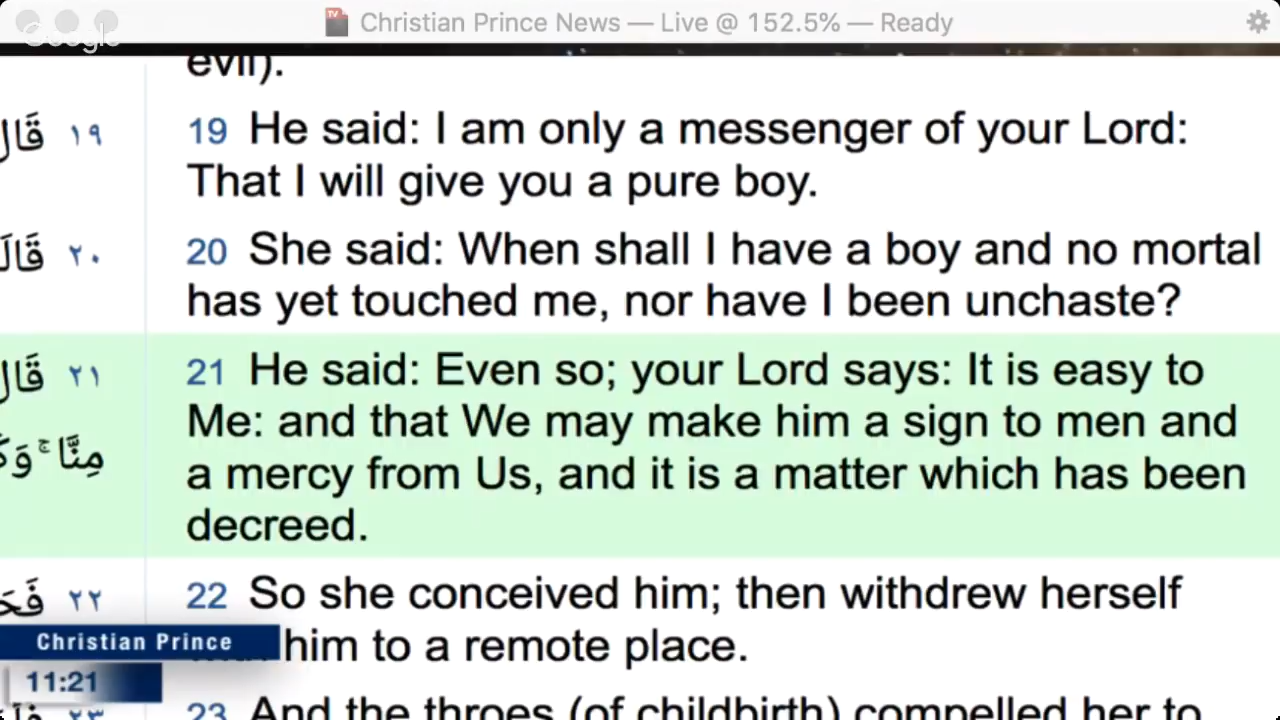 Christian Prince News — Live @ 152.5% — Ready
Google
evil).
قَال ١٩ 19 He said: I am only a messenger of your Lord:
That I will give you a pure boy.
٢٠ 20 She said: When shall I have a boy and no mortal
has yet touched me, nor have I been unchaste?
قَال ٢١ 21 He said: Even so; your Lord says: It is easy to
Me: and that We may make him a sign to men and
مِنَّا a mercy from Us, and it is a matter which has been
decreed.
٢٢ 22 So she conceived him; then withdrew herself
him to a remote place.
Christian Prince
11:21
٢٣ 23 And the throes (of childbirth) compelled her to